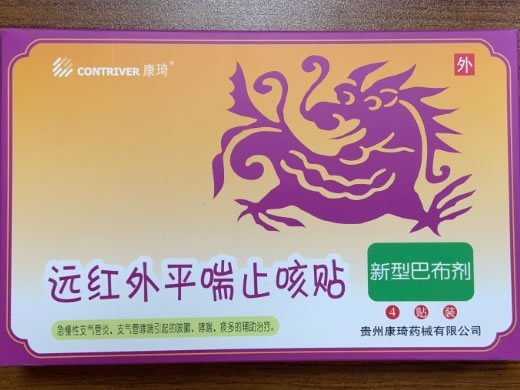 CONTRIVER 康琦®
外
远红外平喘止咳贴
新型巴布剂
急慢性支气管炎、支气管哮喘引起的咳嗽、哮喘、痰多的辅助治疗。
4贴装
贵州康琦药械有限公司